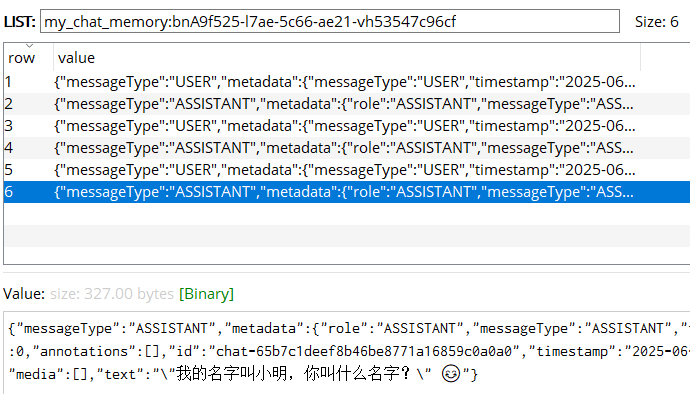 LIST: my_chat_memory:bnA9f525-l7ae-5c66-ae21-vh53547c96cf Size: 6
row value
1 {"messageType":"USER","metadata":{"messageType":"USER","timestamp":"2025-06...
2 {"messageType":"ASSISTANT","metadata":{"role":"ASSISTANT","messageType":"ASS...
3 {"messageType":"USER","metadata":{"messageType":"USER","timestamp":"2025-06...
4 {"messageType":"ASSISTANT","metadata":{"role":"ASSISTANT","messageType":"ASS...
5 {"messageType":"USER","metadata":{"messageType":"USER","timestamp":"2025-06...
6 {"messageType":"ASSISTANT","metadata":{"role":"ASSISTANT","messageType":"ASS...
Value: size: 327.00 bytes [Binary]
{"messageType":"ASSISTANT","metadata":{"role":"ASSISTANT","messageType":"ASSISTANT","
:0,"annotations":[],"id":"chat-65b7c1deef8b46be8771a16859c0a0a0","timestamp":"2025-06-
"media":[],"text":"\"我的名字叫小明，你叫什么名字？\" 😄"}